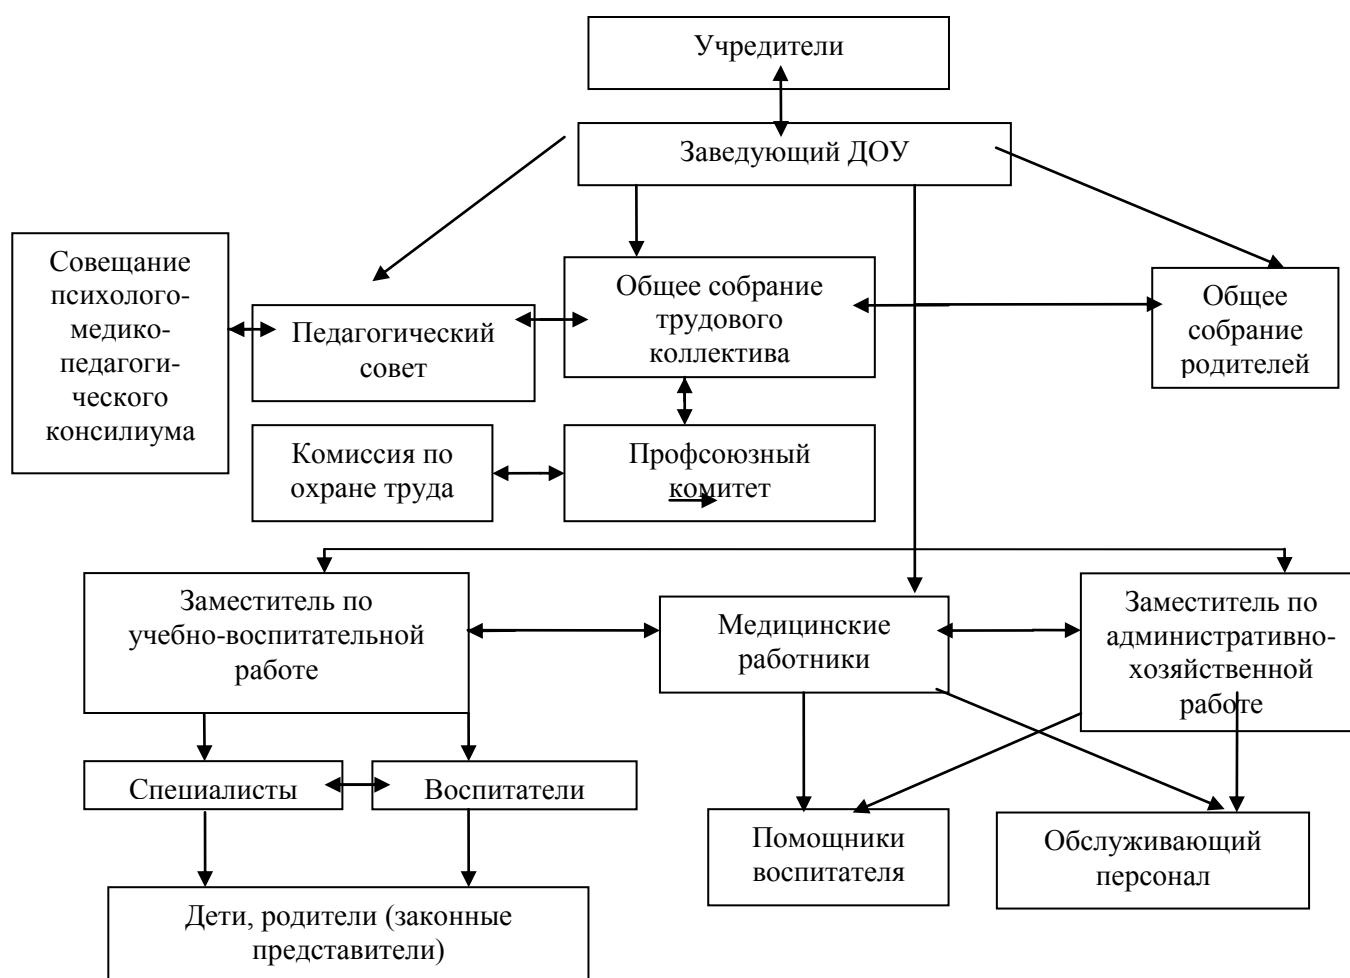 Учредители
Заведующий ДОУ
Совещание
психолого-
медико-
педагоги-
ческого
консилиума
Педагогический
совет
Общее собрание
трудового
коллектива
Общее
собрание
родителей
Комиссия по
охране труда
Профсоюзный
комитет
Заместитель по
учебно-воспитательной
работе
Медицинские
работники
Заместитель по
административно-
хозяйственной
работе
Специалисты
Воспитатели
Помощники
воспитателя
Обслуживающий
персонал
Дети, родители (законные
представители)